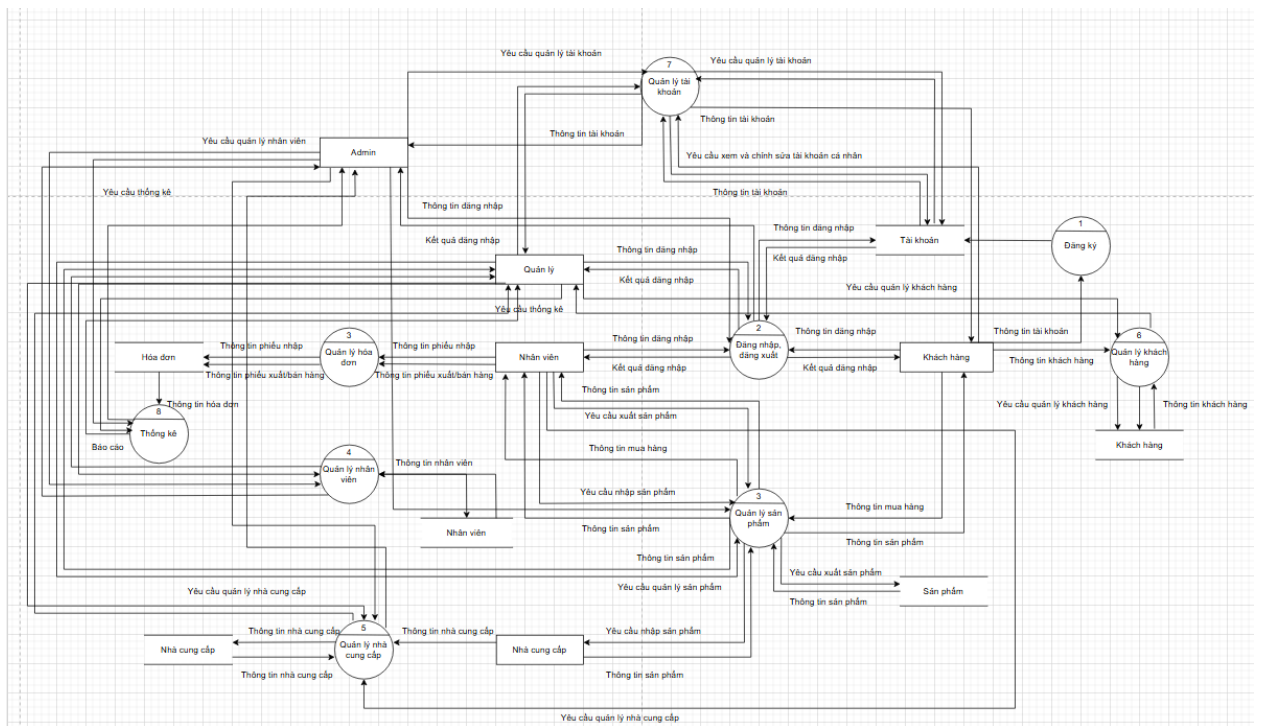 Yêu cầu quản lý tài khoản
7
Quản lý tài
khoản
Yêu cầu quản lý tài khoản
Thông tin tài khoản
Thông tin tài khoản
Yêu cầu quản lý nhân viên
Admin
Yêu cầu xem và chỉnh sửa tài khoản cá nhân
Yêu cầu thống kê
Thông tin tài khoản
Thông tin đăng nhập
Thông tin đăng nhập
Tài khoản
1
Đăng ký
Kết quả đăng nhập
Thông tin đăng nhập
Kết quả đăng nhập
Quản lý
Kết quả đăng nhập
Yêu cầu quản lý khách hàng
Yêu cầu thống kê
2
Đăng nhập,
đăng xuất
Thông tin đăng nhập
Thông tin tài khoản
3
Quản lý hóa
đơn
Thông tin phiếu nhập
Thông tin phiếu nhập
Thông tin đăng nhập
6
Quản lý khách
hàng
Hóa đơn
Nhân viên
Khách hàng
Thông tin khách hàng
Thông tin phiếu xuất/bán hàng
Thông tin phiếu xuất/bán hàng
Kết quả đăng nhập
Kết quả đăng nhập
Thông tin sản phẩm
Thông tin hóa đơn
Yêu cầu quản lý khách hàng
Thông tin khách hàng
8
Thống kê
Yêu cầu xuất sản phẩm
Báo cáo
Thông tin mua hàng
Khách hàng
4
Quản lý nhân
viên
Thông tin nhân viên
Yêu cầu nhập sản phẩm
3
Quản lý sản
phẩm
Thông tin mua hàng
Nhân viên
Thông tin sản phẩm
Thông tin sản phẩm
Thông tin sản phẩm
Yêu cầu xuất sản phẩm
Yêu cầu quản lý sản phẩm
Yêu cầu quản lý nhà cung cấp
Sản phẩm
Thông tin sản phẩm
5
Quản lý nhà
cung cấp
Thông tin nhà cung cấp
Thông tin nhà cung cấp
Yêu cầu nhập sản phẩm
Nhà cung cấp
Nhà cung cấp
Thông tin nhà cung cấp
Thông tin sản phẩm
Yêu cầu quản lý nhà cung cấp